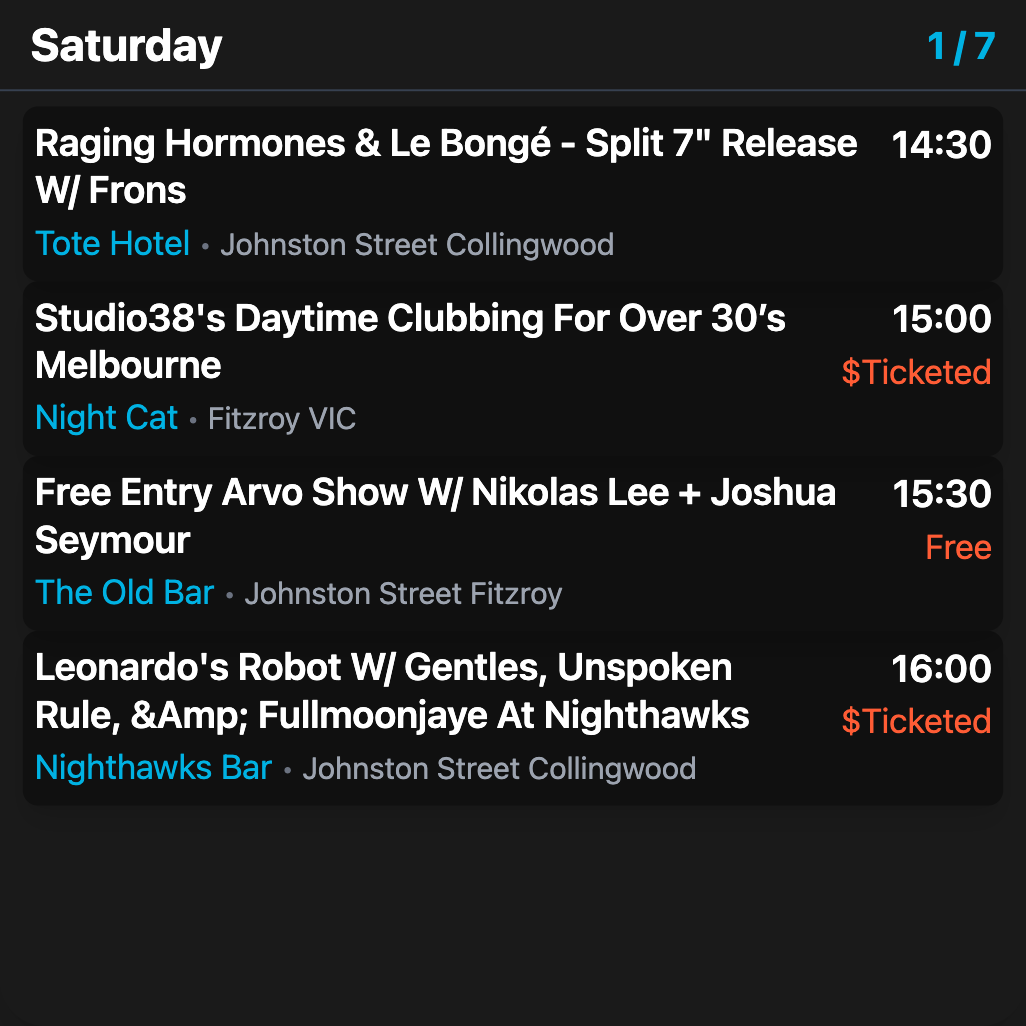 Saturday 1 / 7
Raging Hormones & Le Bongé - Split 7" Release 14:30
W/ Frons
Tote Hotel • Johnston Street Collingwood
Studio38's Daytime Clubbing For Over 30’s 15:00
Melbourne $Ticketed
Night Cat • Fitzroy VIC
Free Entry Arvo Show W/ Nikolas Lee + Joshua 15:30
Seymour Free
The Old Bar • Johnston Street Fitzroy
Leonardo's Robot W/ Gentles, Unspoken 16:00
Rule, &Amp; Fullmoonjaye At Nighthawks $Ticketed
Nighthawks Bar • Johnston Street Collingwood